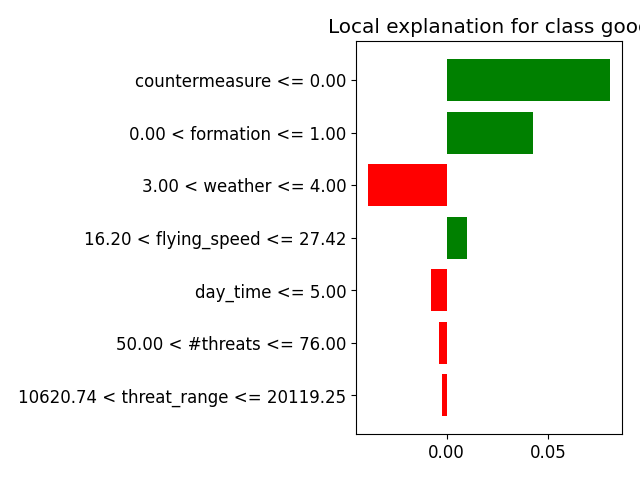 Local explanation for class good
countermeasure <= 0.00
0.00 < formation <= 1.00
3.00 < weather <= 4.00
16.20 < flying_speed <= 27.42
day_time <= 5.00
50.00 < #threats <= 76.00
10620.74 < threat_range <= 20119.25
0.00 0.05